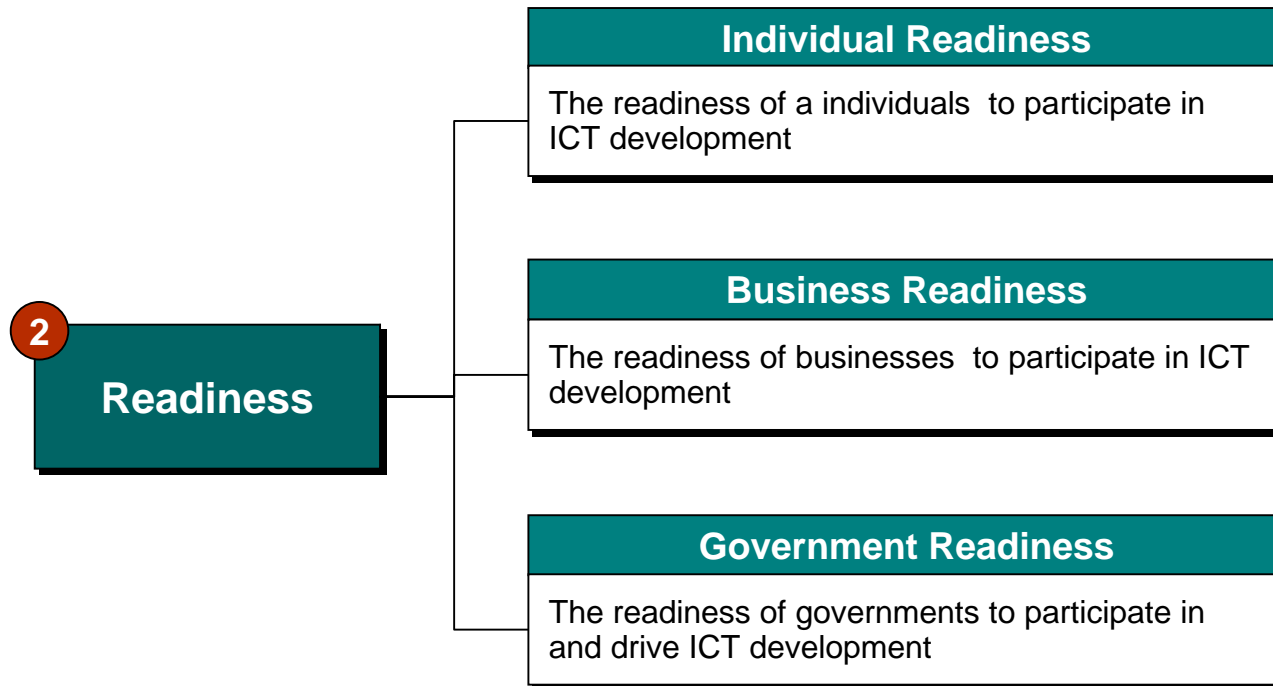 Individual Readiness
The readiness of a individuals  to participate in
ICT development
Business Readiness
The readiness of businesses  to participate in ICT
development
2
Readiness
Government Readiness
The readiness of governments to participate in
and drive ICT development